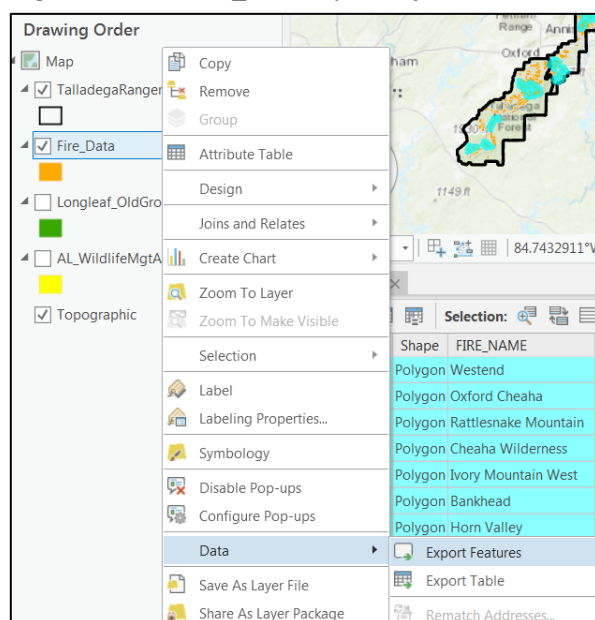 Drawing Order
Map
TalladegaRanger
Fire_Data
Longleaf_OldGro
AL_WildlifeMgtA
Topographic
Copy
Remove
Group
Attribute Table
Design
Joins and Relates
Create Chart
Zoom To Layer
Zoom To Make Visible
Selection
Label
Labeling Properties...
Symbology
Disable Pop-ups
Configure Pop-ups
Data
Save As Layer File
Share As Layer Package
Export Features
Export Table
Rematch Addresses...
Range
Oxford
ham
National
Forest
1149 ft
84.7432911°W
Selection:
Shape FIRE_NAME
Polygon Westend
Polygon Oxford Cheaha
Polygon Rattlesnake Mountain
Polygon Cheaha Wilderness
Polygon Ivory Mountain West
Polygon Bankhead
Polygon Horn Valley